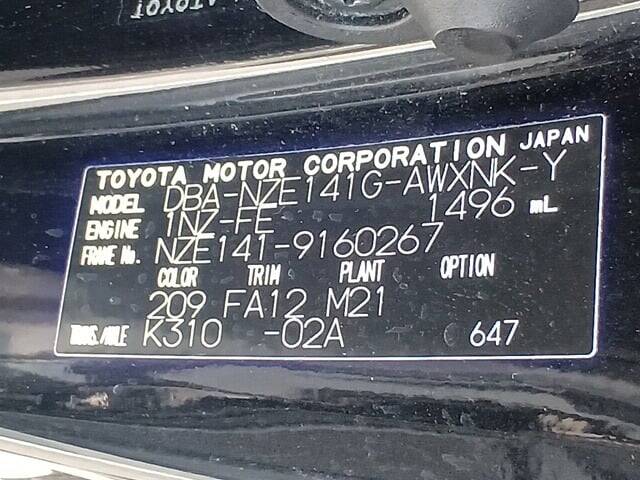 TOYOTA MOTOR CORPORATION JAPAN
MODEL DBA-NZE141G-AWXNK-Y
ENGINE 1NZ-FE 1496 mL
FRAME No. NZE141-9160267
COLOR TRIM PLANT OPTION
209 FA12 M21
TRANS./AXLE K310 -02A 647